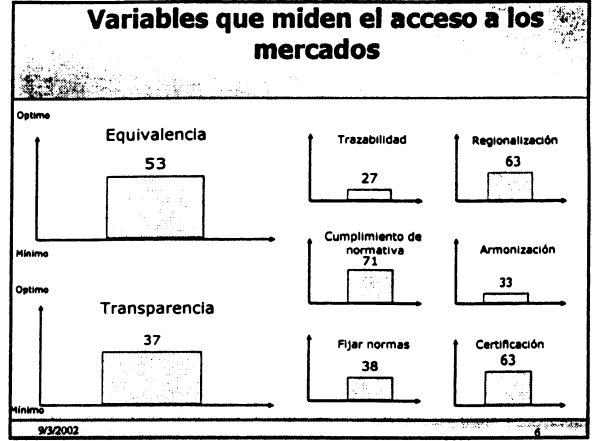 Variables que miden el acceso a los
mercados
Optimo
Equivalencia
53
Mínimo
Optimo
Transparencia
37
Mínimo
Trazabilidad
27
Regionalización
63
Cumplimiento de
normativa
71
Armonización
33
Fijar normas
38
Certificación
63
9/3/2002
6